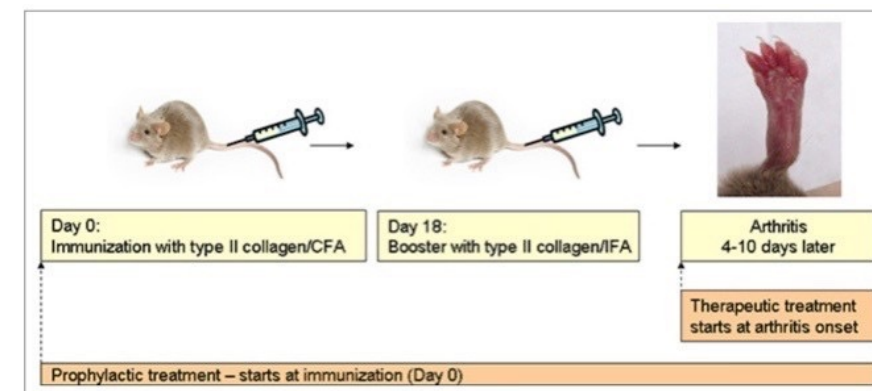 Day 0:
Immunization with type II collagen/CFA
Day 18:
Booster with type II collagen/IFA
Arthritis
4-10 days later
Therapeutic treatment
starts at arthritis onset
Prophylactic treatment – starts at immunization (Day 0)